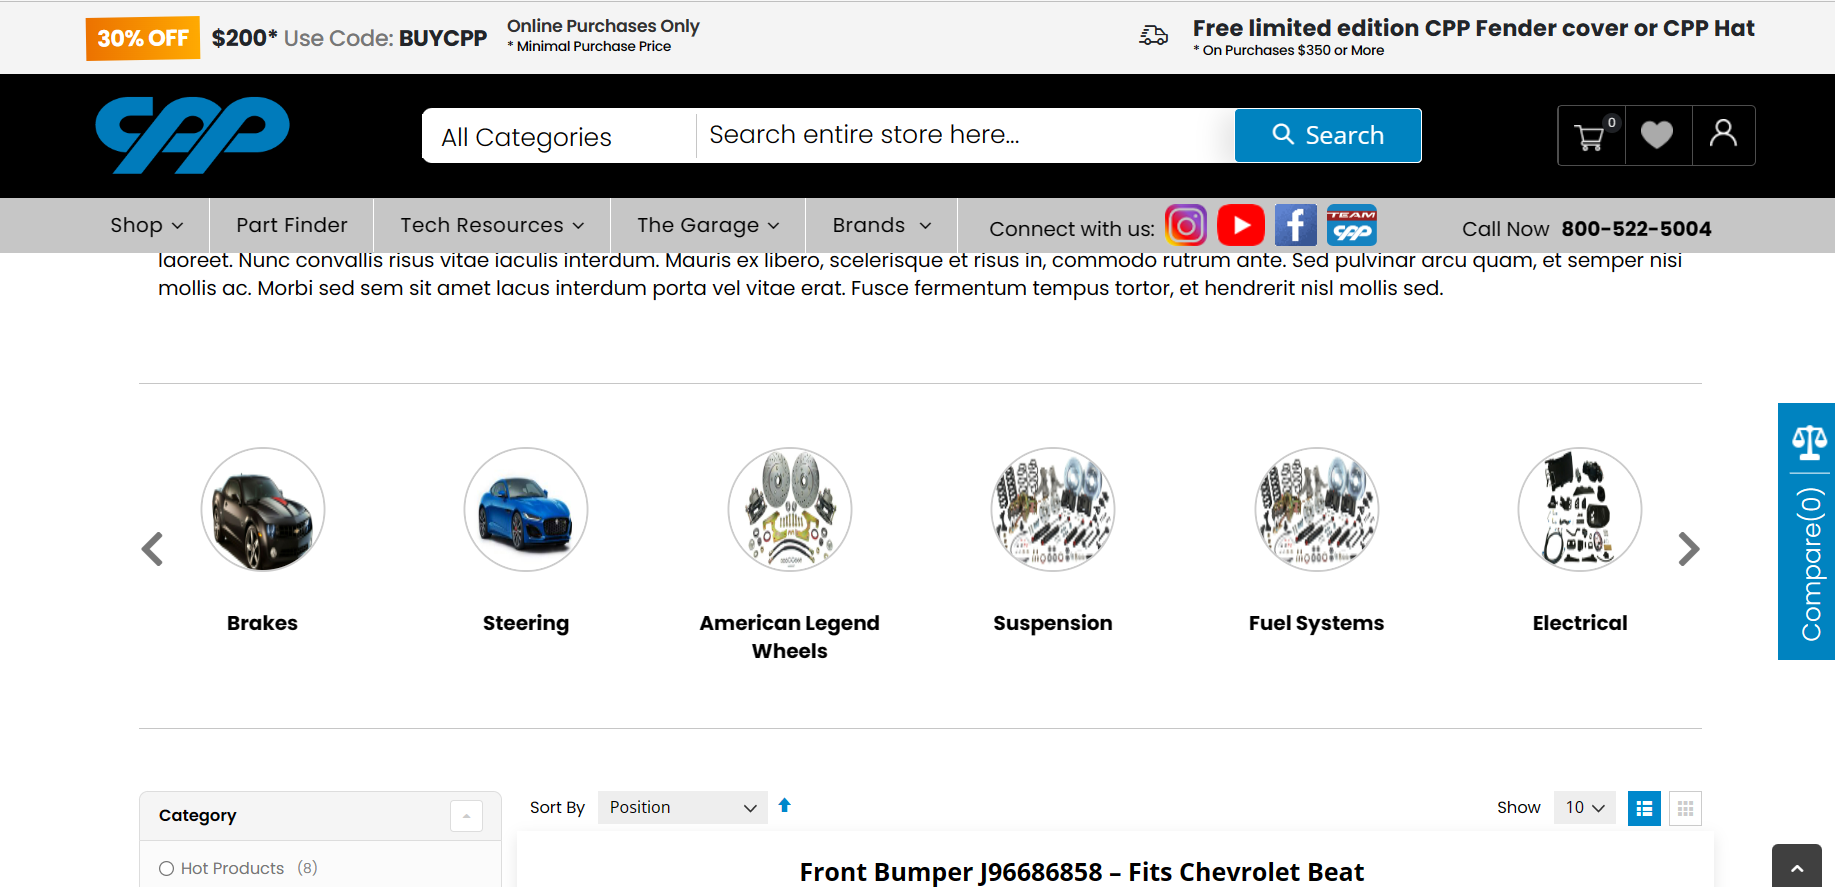 30% OFF $200* Use Code: BUYCPP
Online Purchases Only
* Minimal Purchase Price
Free limited edition CPP Fender cover or CPP Hat
* On Purchases $350 or More
CPP
All Categories
Search entire store here...
Search
0
Shop
Part Finder
Tech Resources
The Garage
Brands
Connect with us:
TEAM
CPP
Call Now 800-522-5004
laoreet. Nunc convallis risus vitae iaculis interdum. Mauris ex libero, scelerisque et risus in, commodo rutrum ante. Sed pulvinar arcu quam, et semper nisi
mollis ac. Morbi sed sem sit amet lacus interdum porta vel vitae erat. Fusce fermentum tempus tortor, et hendrerit nisl mollis sed.
Brakes
Steering
American Legend
Wheels
Suspension
Fuel Systems
Electrical
Compare(0)
Category
Hot Products (8)
Sort By
Position
Show
10
Front Bumper J96686858 – Fits Chevrolet Beat